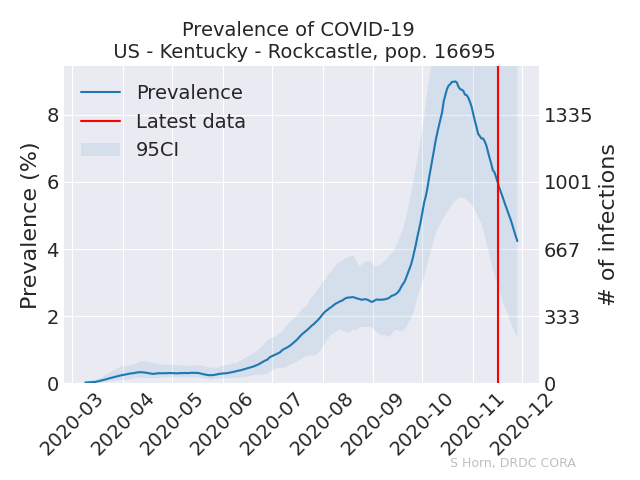 Prevalence of COVID-19
US - Kentucky - Rockcastle, pop. 16695
Prevalence
Latest data
95CI
Prevalence (%)
8
6
4
2
0
1335
1001
667
333
0
# of infections
2020-03
2020-04
2020-05
2020-06
2020-07
2020-08
2020-09
2020-10
2020-11
2020-12
S Horn, DRDC CORA